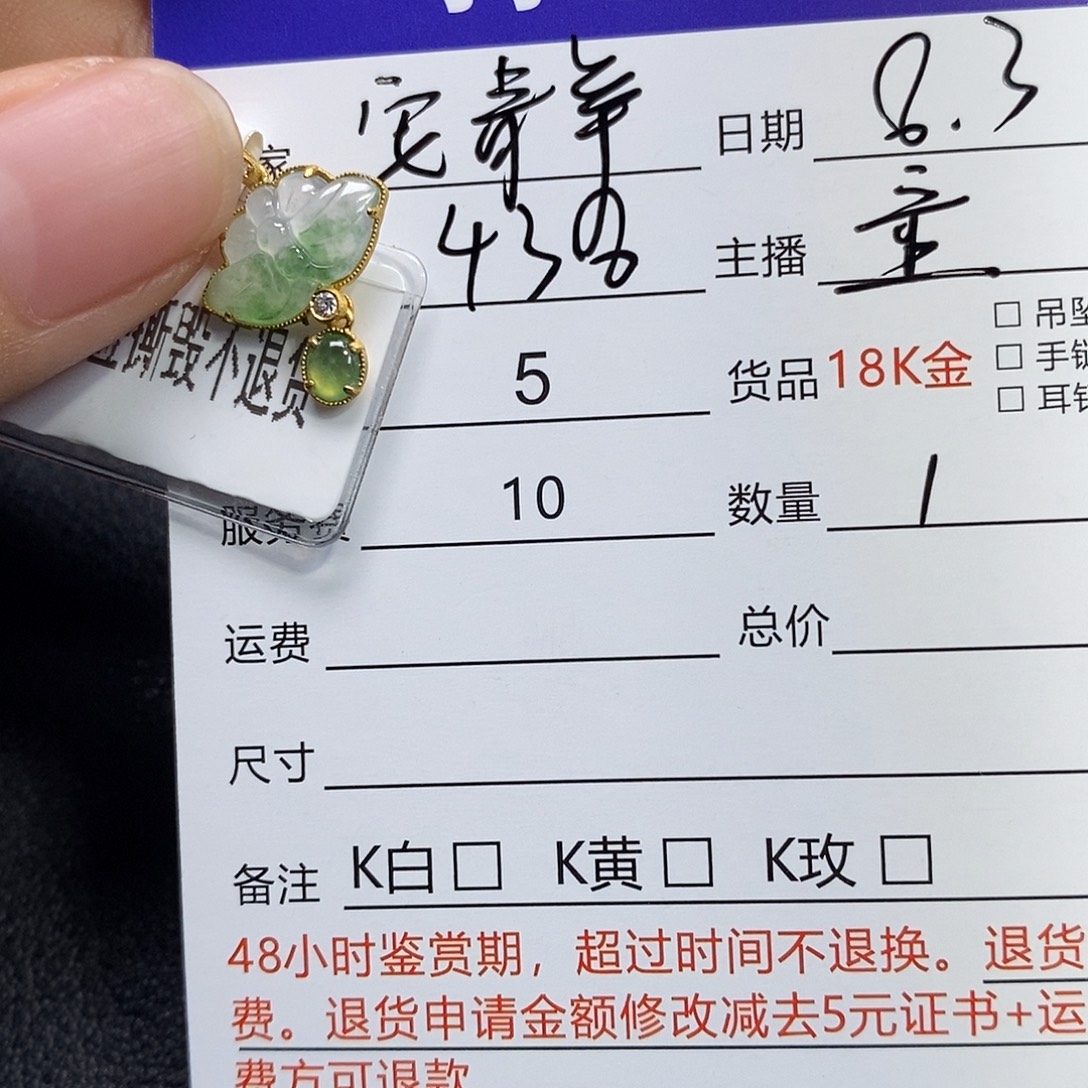 家 日期 8.3
主播 童
5 货品 18K金 □ 吊坠
□ 手链
□ 耳钉
撕毁不退货
服务费 10 数量 1
运费 总价
尺寸
备注 K白□ K黄□ K玫□
48小时鉴赏期，超过时间不退换。退货
费。退货申请金额修改减去5元证书+运
费方可退款